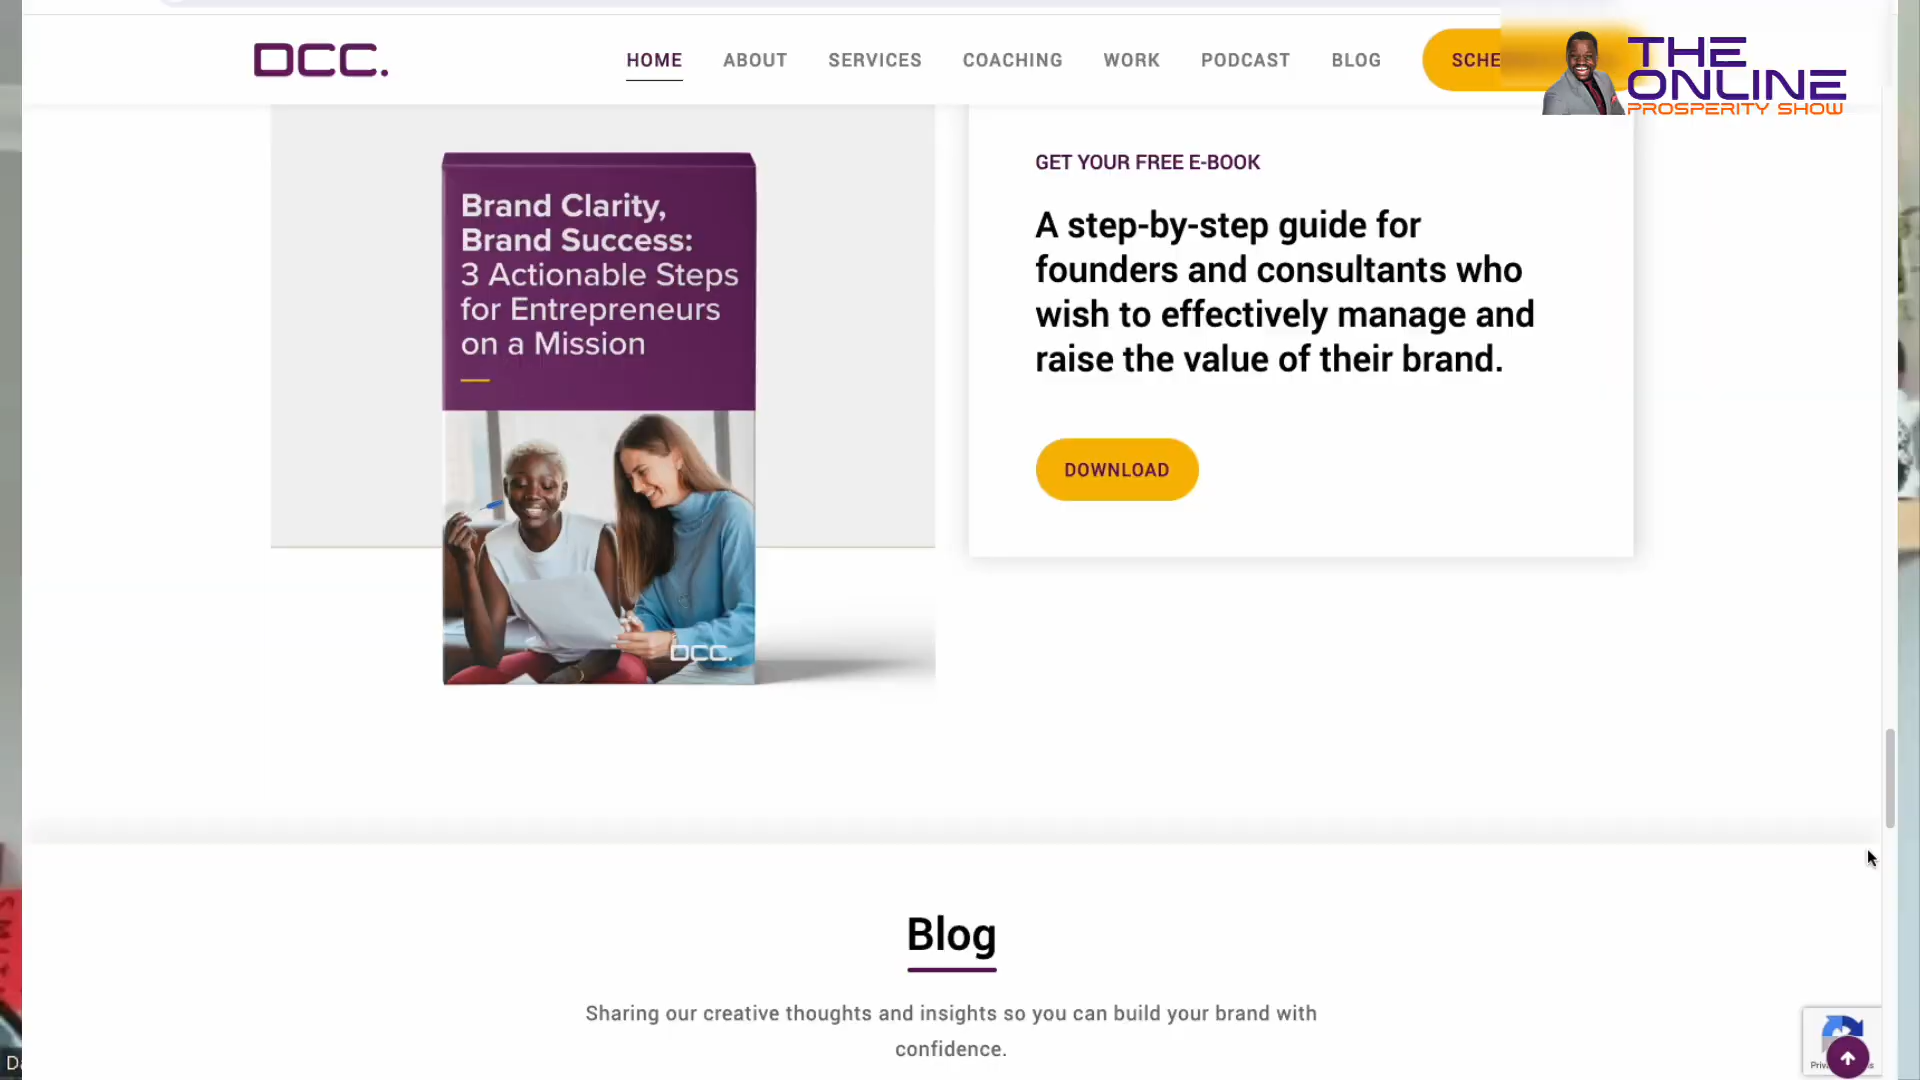 DCC.
HOME ABOUT SERVICES COACHING WORK PODCAST BLOG SCHE
THE
ONLINE
PROSPERITY SHOW
Brand Clarity,
Brand Success:
3 Actionable Steps
for Entrepreneurs
on a Mission
DCC.
GET YOUR FREE E-BOOK
A step-by-step guide for
founders and consultants who
wish to effectively manage and
raise the value of their brand.
DOWNLOAD
Blog
Sharing our creative thoughts and insights so you can build your brand with
confidence.